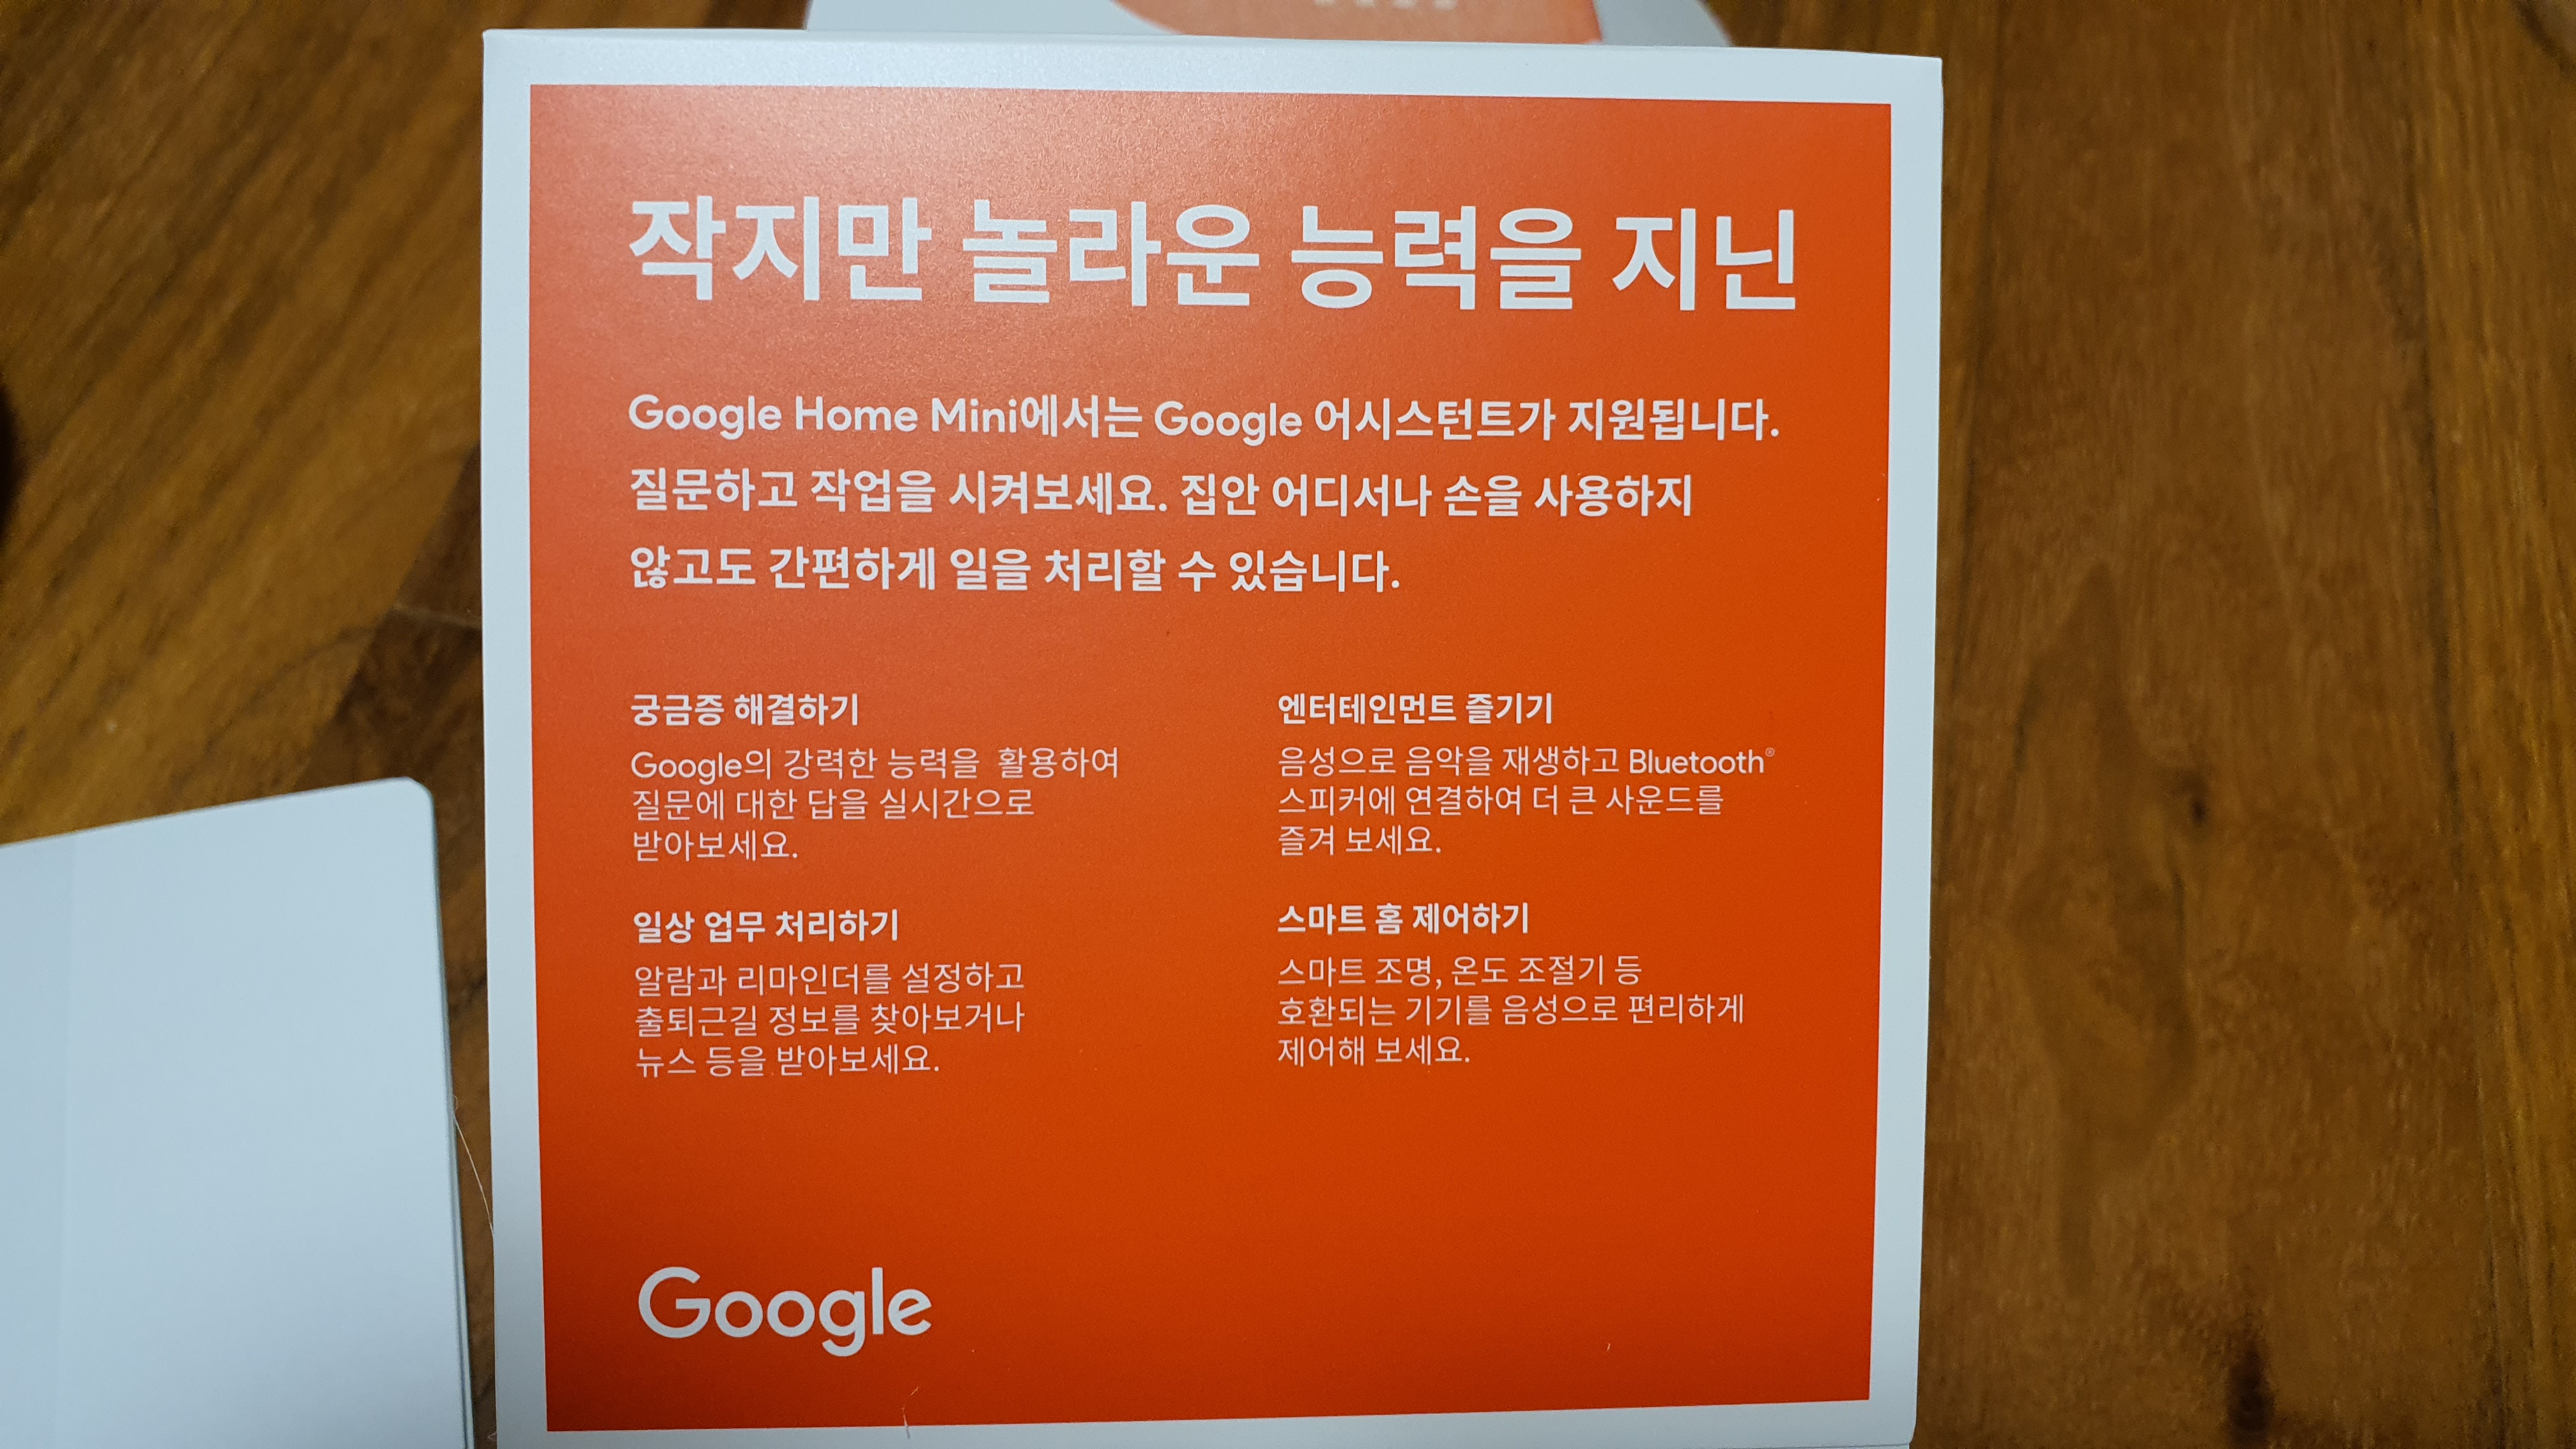 작지만 놀라운 능력을 지닌
Google Home Mini에서는 Google 어시스턴트가 지원됩니다.
질문하고 작업을 시켜보세요. 집안 어디서나 손을 사용하지
않고도 간편하게 일을 처리할 수 있습니다.
궁금증 해결하기
Google의 강력한 능력을 활용하여
질문에 대한 답을 실시간으로
받아보세요.
일상 업무 처리하기
알람과 리마인더를 설정하고
출퇴근길 정보를 찾아보거나
뉴스 등을 받아보세요.
엔터테인먼트 즐기기
음성으로 음악을 재생하고 Bluetooth®
스피커에 연결하여 더 큰 사운드를
즐겨 보세요.
스마트 홈 제어하기
스마트 조명, 온도 조절기 등
호환되는 기기를 음성으로 편리하게
제어해 보세요.
Google